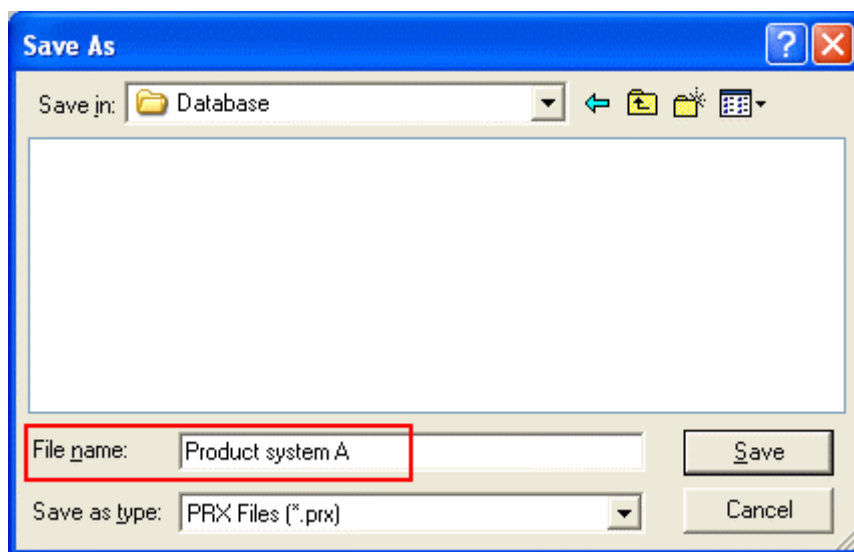 Save As
Save in: Database
File name: Product system A
Save
Save as type: PRX Files (*.prx)
Cancel